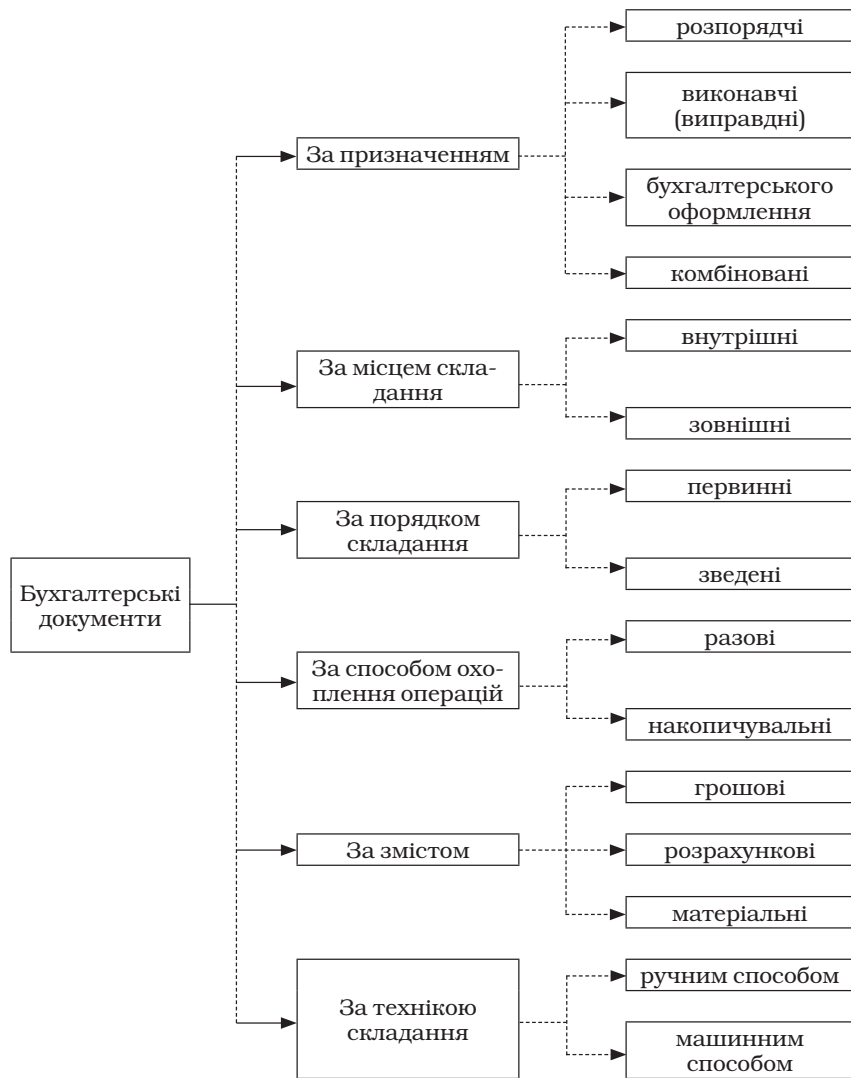 Бухгалтерські
документи
За призначенням
розпорядчі
виконавчі
(виправдні)
бухгалтерського
оформлення
комбіновані
За місцем скла-
дання
внутрішні
зовнішні
За порядком
складання
первинні
зведені
За способом охо-
плення операцій
разові
накопичувальні
За змістом
грошові
розрахункові
матеріальні
За технікою
складання
ручним способом
машинним
способом